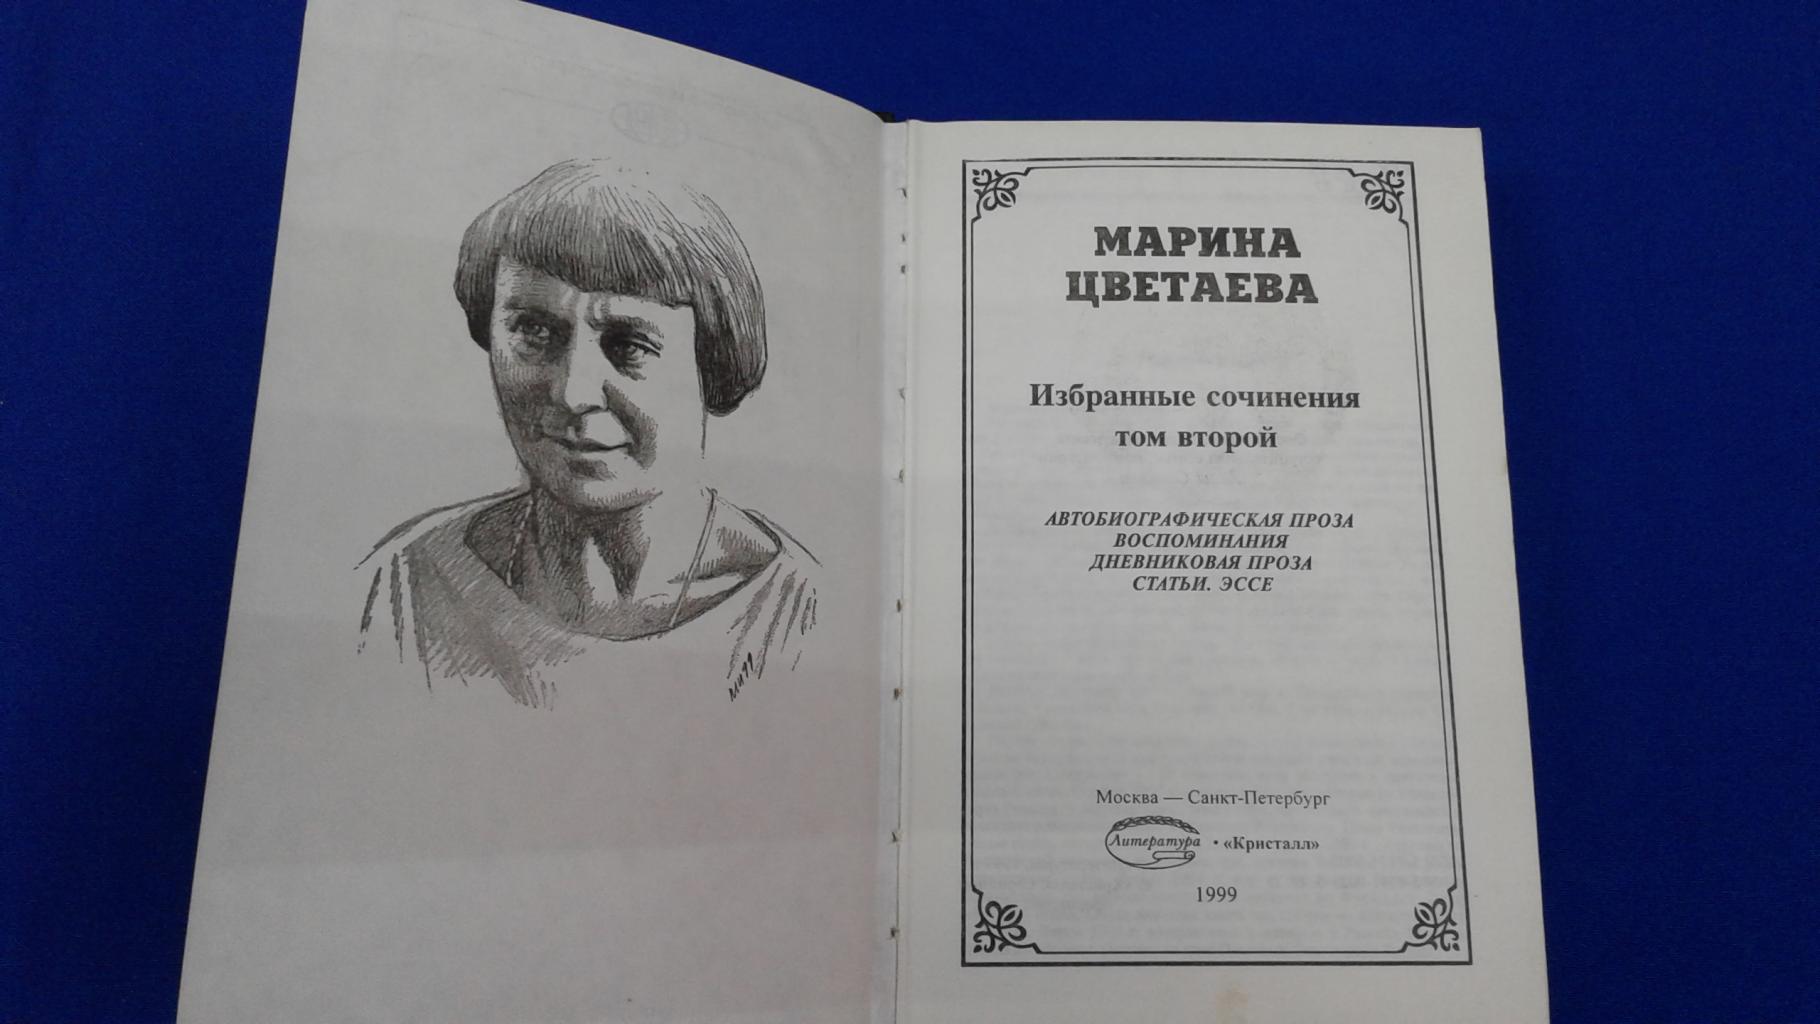 МАРИНА
ЦВЕТАЕВА
Избранные сочинения
том второй
АВТОБИОГРАФИЧЕСКАЯ ПРОЗА
ВОСПОМИНАНИЯ
ДНЕВНИКОВАЯ ПРОЗА
СТАТЬИ. ЭССЕ
Москва — Санкт-Петербург
Литература • «Кристалл»
1999